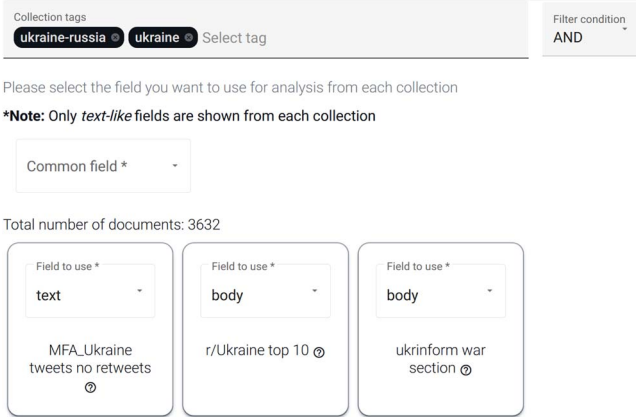 Collection tags
ukraine-russia ukraine Select tag
Filter condition
AND
Please select the field you want to use for analysis from each collection
*Note: Only text-like fields are shown from each collection
Common field *
Total number of documents: 3632
Field to use *
text
MFA_Ukraine
tweets no retweets
Field to use *
body
r/Ukraine top 10
Field to use *
body
ukrinform war
section